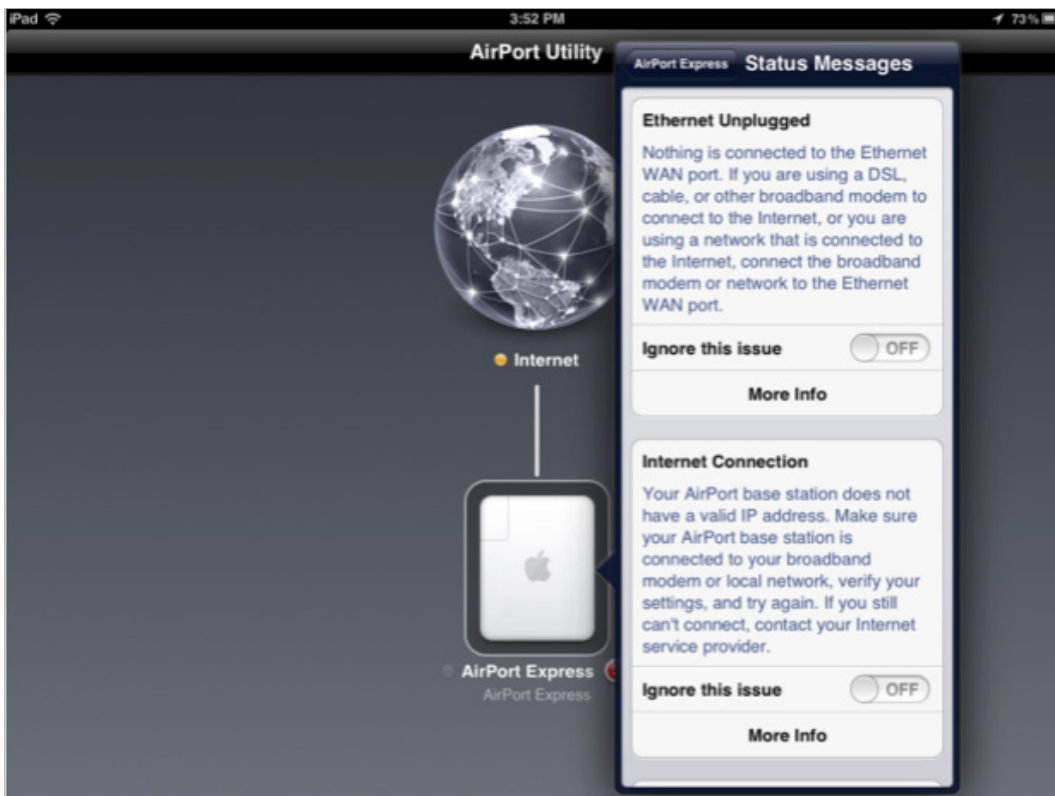 iPad 3:52 PM 73%
AirPort Utility
AirPort Express Status Messages
Ethernet Unplugged
Nothing is connected to the Ethernet
WAN port. If you are using a DSL,
cable, or other broadband modem to
connect to the Internet, or you are
using a network that is connected to
the Internet, connect the broadband
modem or network to the Ethernet
WAN port.
Ignore this issue OFF
More Info
Internet Connection
Your AirPort base station does not
have a valid IP address. Make sure
your AirPort base station is
connected to your broadband
modem or local network, verify your
settings, and try again. If you still
can't connect, contact your Internet
service provider.
Ignore this issue OFF
More Info
Internet
AirPort Express
AirPort Express